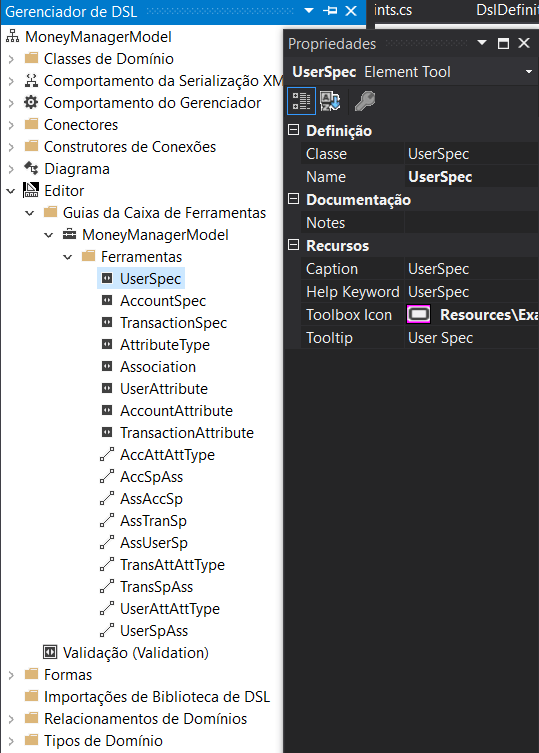 Gerenciador de DSL
MoneyManagerModel
Classes de Domínio
Comportamento da Serialização XM
Comportamento do Gerenciador
Conectores
Construtores de Conexões
Diagrama
Editor
Guias da Caixa de Ferramentas
MoneyManagerModel
Ferramentas
UserSpec
AccountSpec
TransactionSpec
AttributeType
Association
UserAttribute
AccountAttribute
TransactionAttribute
AccAttAttType
AccSpAss
AssAccSp
AssTranSp
AssUserSp
TransAttAttType
TransSpAss
UserAttAttType
UserSpAss
Validação (Validation)
Formas
Importações de Biblioteca de DSL
Relacionamentos de Domínios
Tipos de Domínio
ints.cs DslDefinit
Propriedades
UserSpec Element Tool
Definição
Classe UserSpec
Name UserSpec
Documentação
Notes
Recursos
Caption UserSpec
Help Keyword UserSpec
Toolbox Icon Resources\Exa
Tooltip User Spec